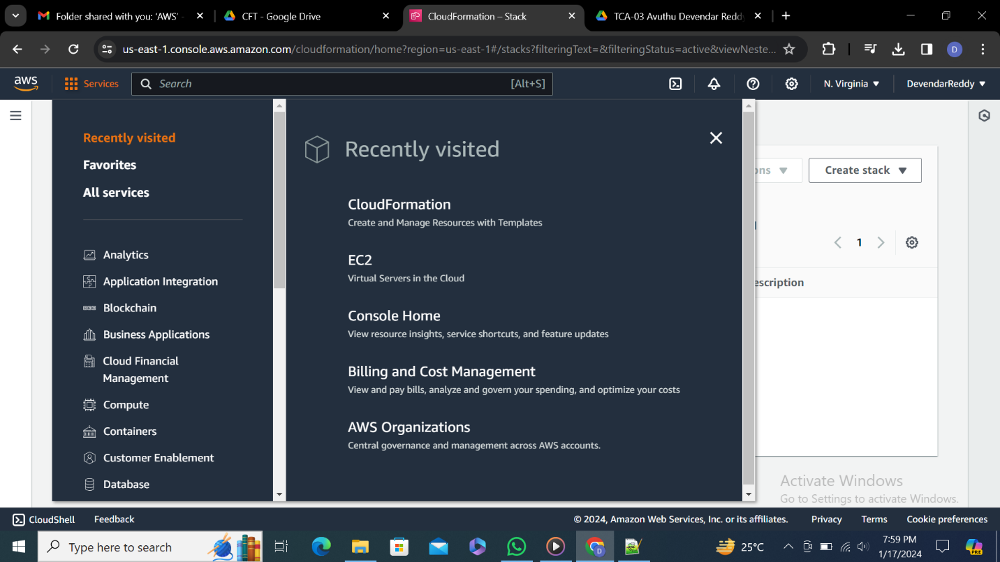 Folder shared with you: 'AWS' -
CFT - Google Drive
CloudFormation – Stack
TCA-03 Avuthu Devendar Reddy
us-east-1.console.aws.amazon.com/cloudformation/home?region=us-east-1#/stacks?filteringText=&filteringStatus=active&viewNeste...
D
aws
Services
Search
[Alt+S]
N. Virginia
DevendarReddy
Recently visited
Favorites
All services
Analytics
Application Integration
Blockchain
Business Applications
Cloud Financial
Management
Compute
Containers
Customer Enablement
Database
Recently visited
CloudFormation
Create and Manage Resources with Templates
EC2
Virtual Servers in the Cloud
Console Home
View resource insights, service shortcuts, and feature updates
Billing and Cost Management
View and pay bills, analyze and govern your spending, and optimize your costs
AWS Organizations
Central governance and management across AWS accounts.
ons
Create stack
1
escription
Activate Windows
Go to Settings to activate Windows.
CloudShell
Feedback
© 2024, Amazon Web Services, Inc. or its affiliates.
Privacy
Terms
Cookie preferences
Type here to search
D
25°C
7:59 PM
1/17/2024
PRE